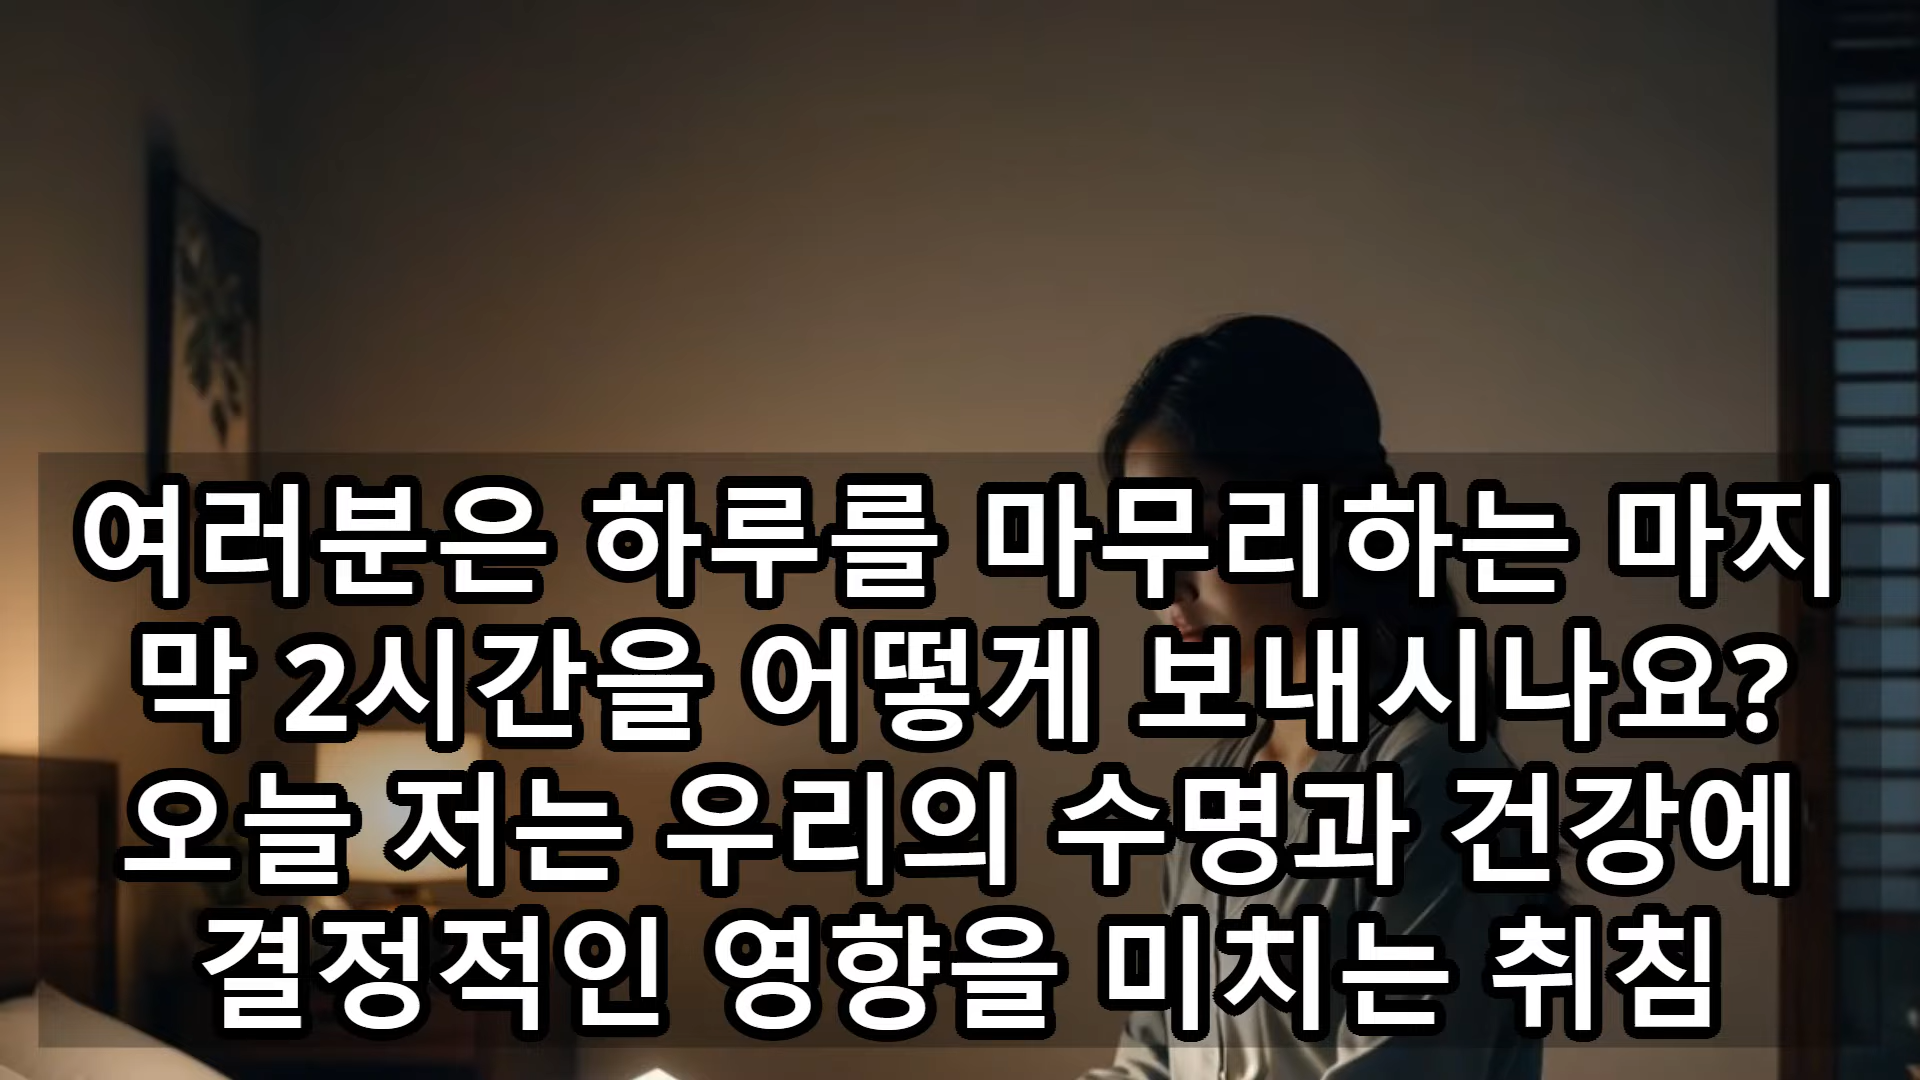 여러분은 하루를 마무리하는 마지
막 2시간을 어떻게 보내시나요?
오늘 저는 우리의 수명과 건강에
결정적인 영향을 미치는 취침